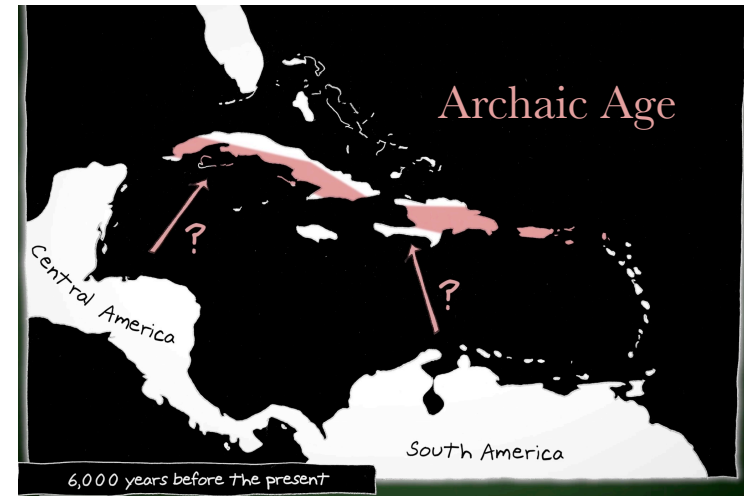 Archaic Age
?
?
Central America
South America
6,000 years before the present